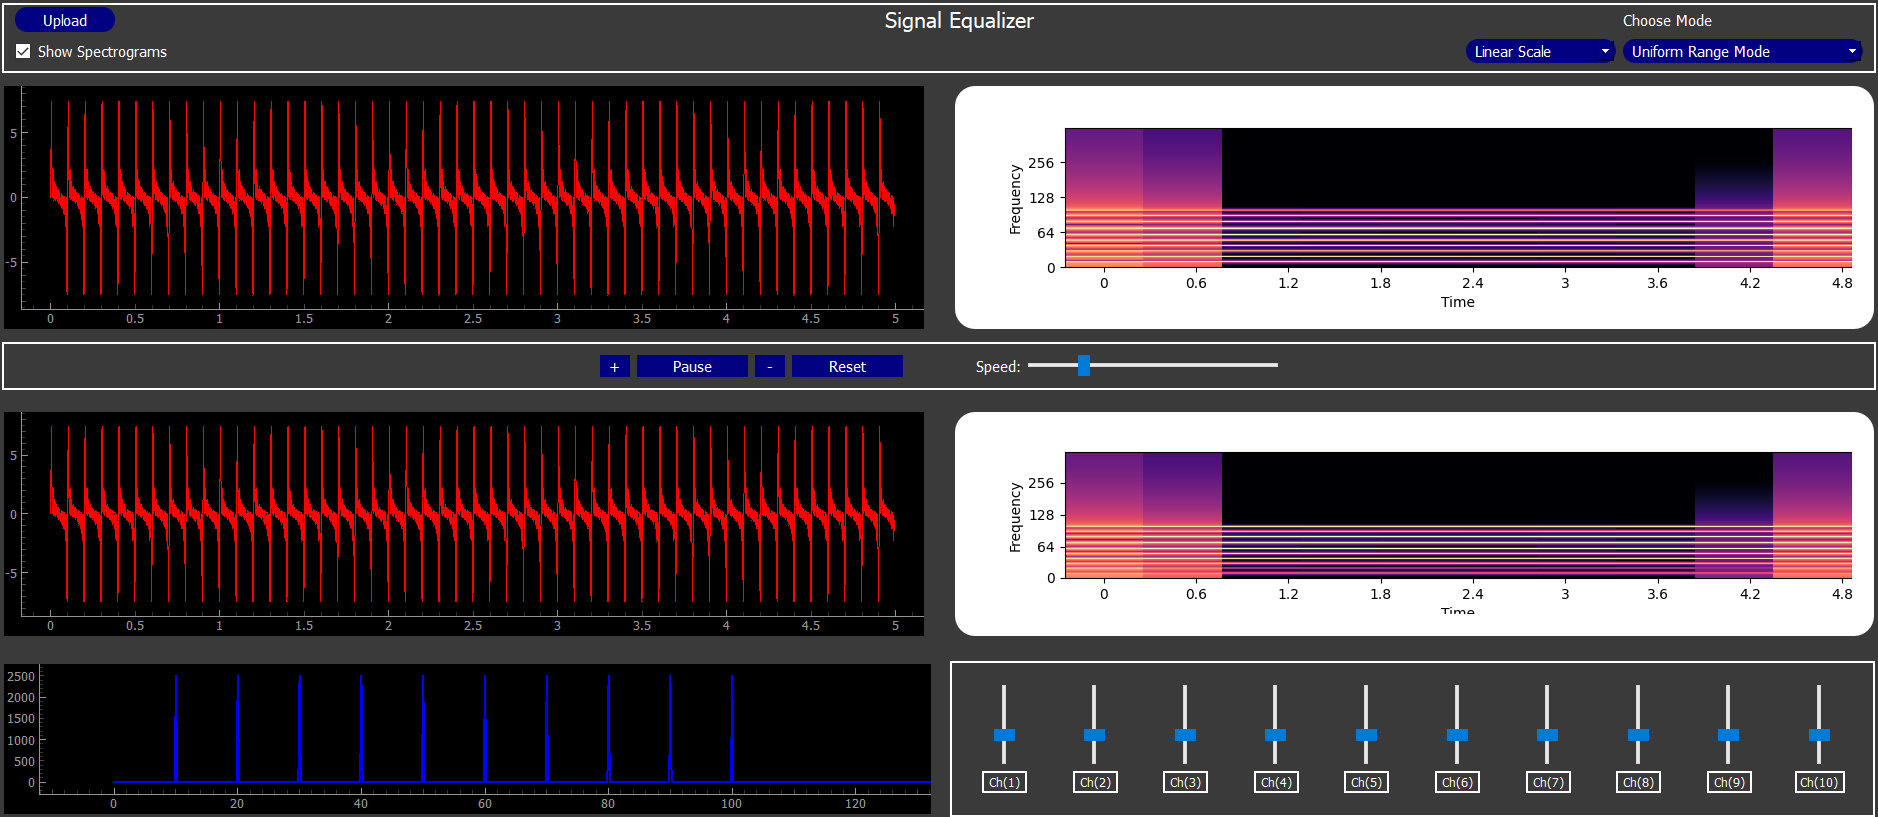 Upload
Signal Equalizer
Choose Mode
Show Spectrograms
Linear Scale
Uniform Range Mode
5
0
-5
0 0.5 1 1.5 2 2.5 3 3.5 4 4.5 5
Frequency
256
128
64
0
0 0.6 1.2 1.8 2.4 3 3.6 4.2 4.8
Time
+ Pause - Reset
Speed:
5
0
-5
0 0.5 1 1.5 2 2.5 3 3.5 4 4.5 5
Frequency
256
128
64
0
0 0.6 1.2 1.8 2.4 3 3.6 4.2 4.8
Time
2500
2000
1500
1000
500
0
0 20 40 60 80 100 120
Ch(1) Ch(2) Ch(3) Ch(4) Ch(5) Ch(6) Ch(7) Ch(8) Ch(9) Ch(10)